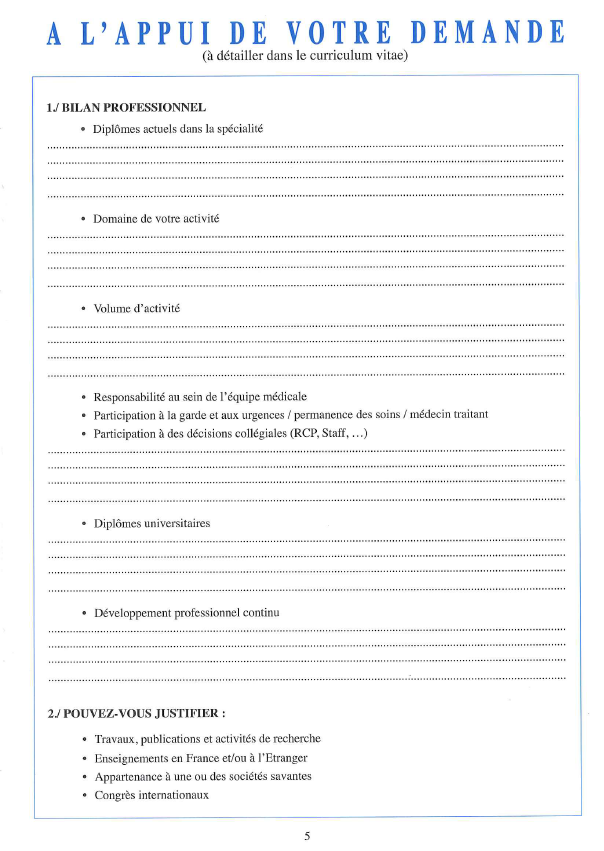 A L'APPUI DE VOTRE DEMANDE
(à détailler dans le curriculum vitae)
1./ BILAN PROFESSIONNEL
• Diplômes actuels dans la spécialité
• Domaine de votre activité
• Volume d'activité
• Responsabilité au sein de l'équipe médicale
• Participation à la garde et aux urgences / permanence des soins / médecin traitant
• Participation à des décisions collégiales (RCP, Staff, …)
• Diplômes universitaires
• Développement professionnel continu
2./ POUVEZ-VOUS JUSTIFIER :
• Travaux, publications et activités de recherche
• Enseignements en France et/ou à l'Etranger
• Appartenance à une ou des sociétés savantes
• Congrès internationaux
5